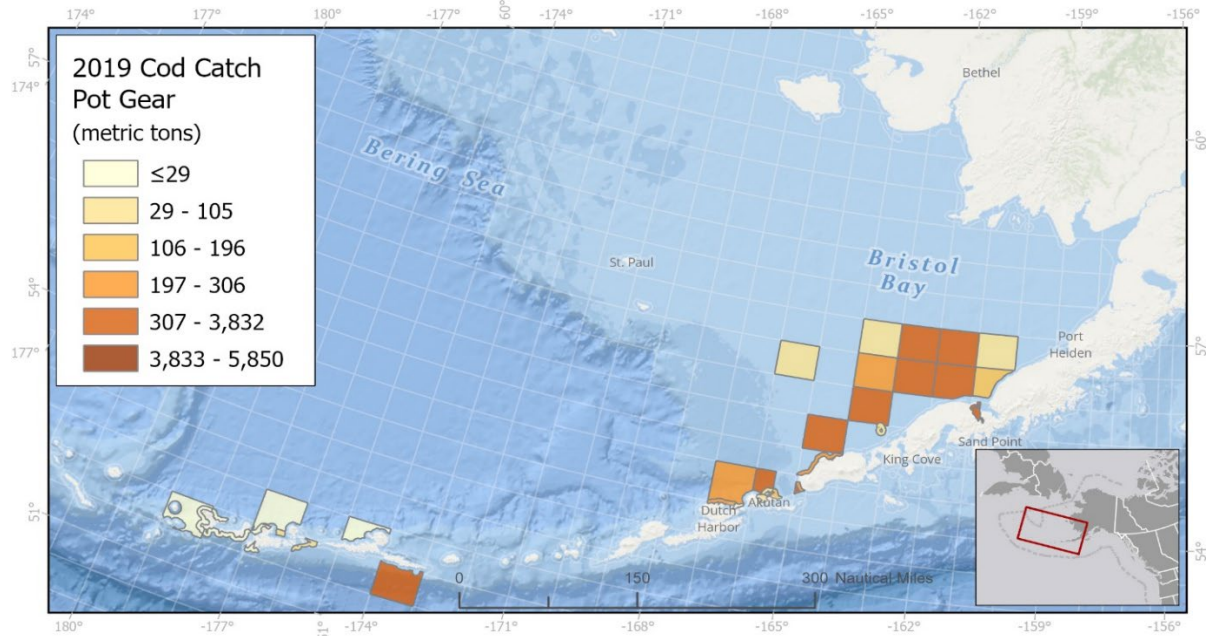 174° 177° 180° -177° 60° -171° -168° -165° -162° -159° -156°
57°
174°
2019 Cod Catch
Pot Gear
(metric tons)
≤29
29 - 105
106 - 196
197 - 306
307 - 3,832
3,833 - 5,850
Bethel
60°
Bering Sea
St. Paul
Bristol
Bay
54°
177°
Port
Heiden
57°
Sand Point
King Cove
Akutan
Dutch
Harbor
51°
54°
0 150 300 Nautical Miles
180° -177° 51° -174° -171° -168° -165° -162° -159° -156°